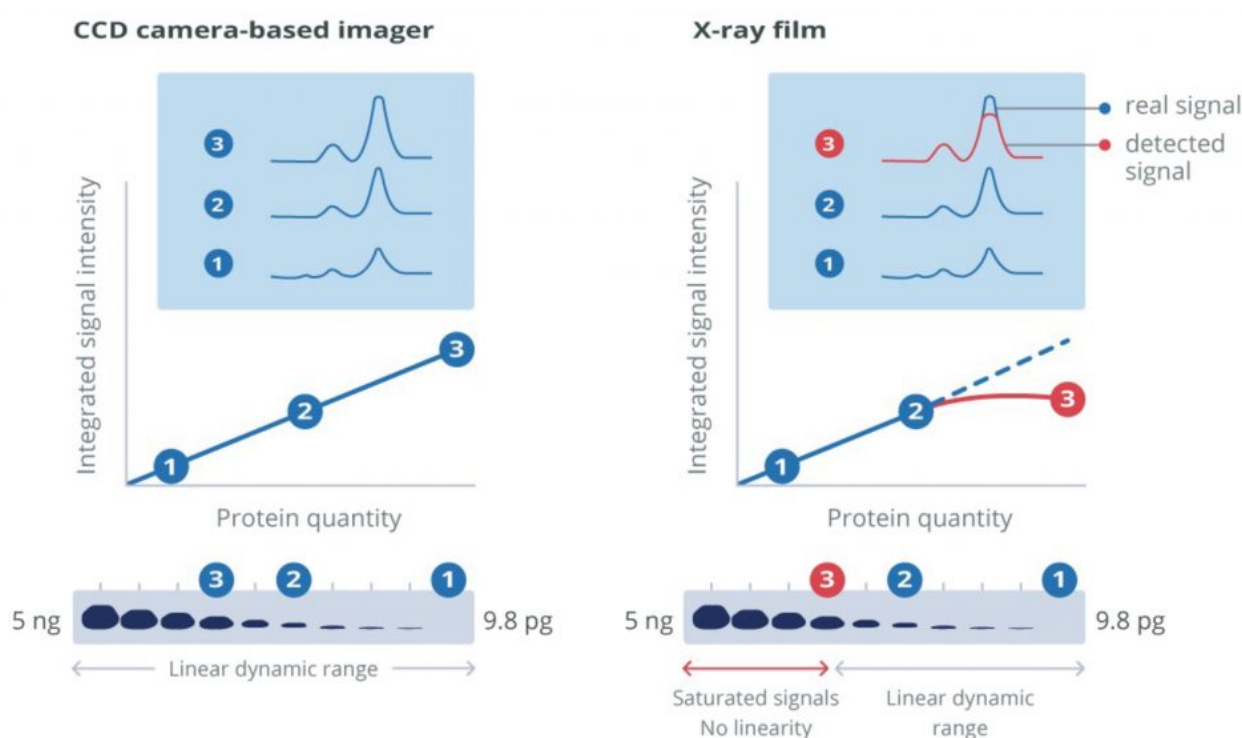 CCD camera-based imager
Integrated signal intensity
3
2
1
3
2
1
Protein quantity
3
2
1
5 ng
9.8 pg
Linear dynamic range
X-ray film
real signal
detected
signal
Integrated signal intensity
3
2
1
3
2
1
Protein quantity
3
2
1
5 ng
9.8 pg
Saturated signals
No linearity
Linear dynamic
range